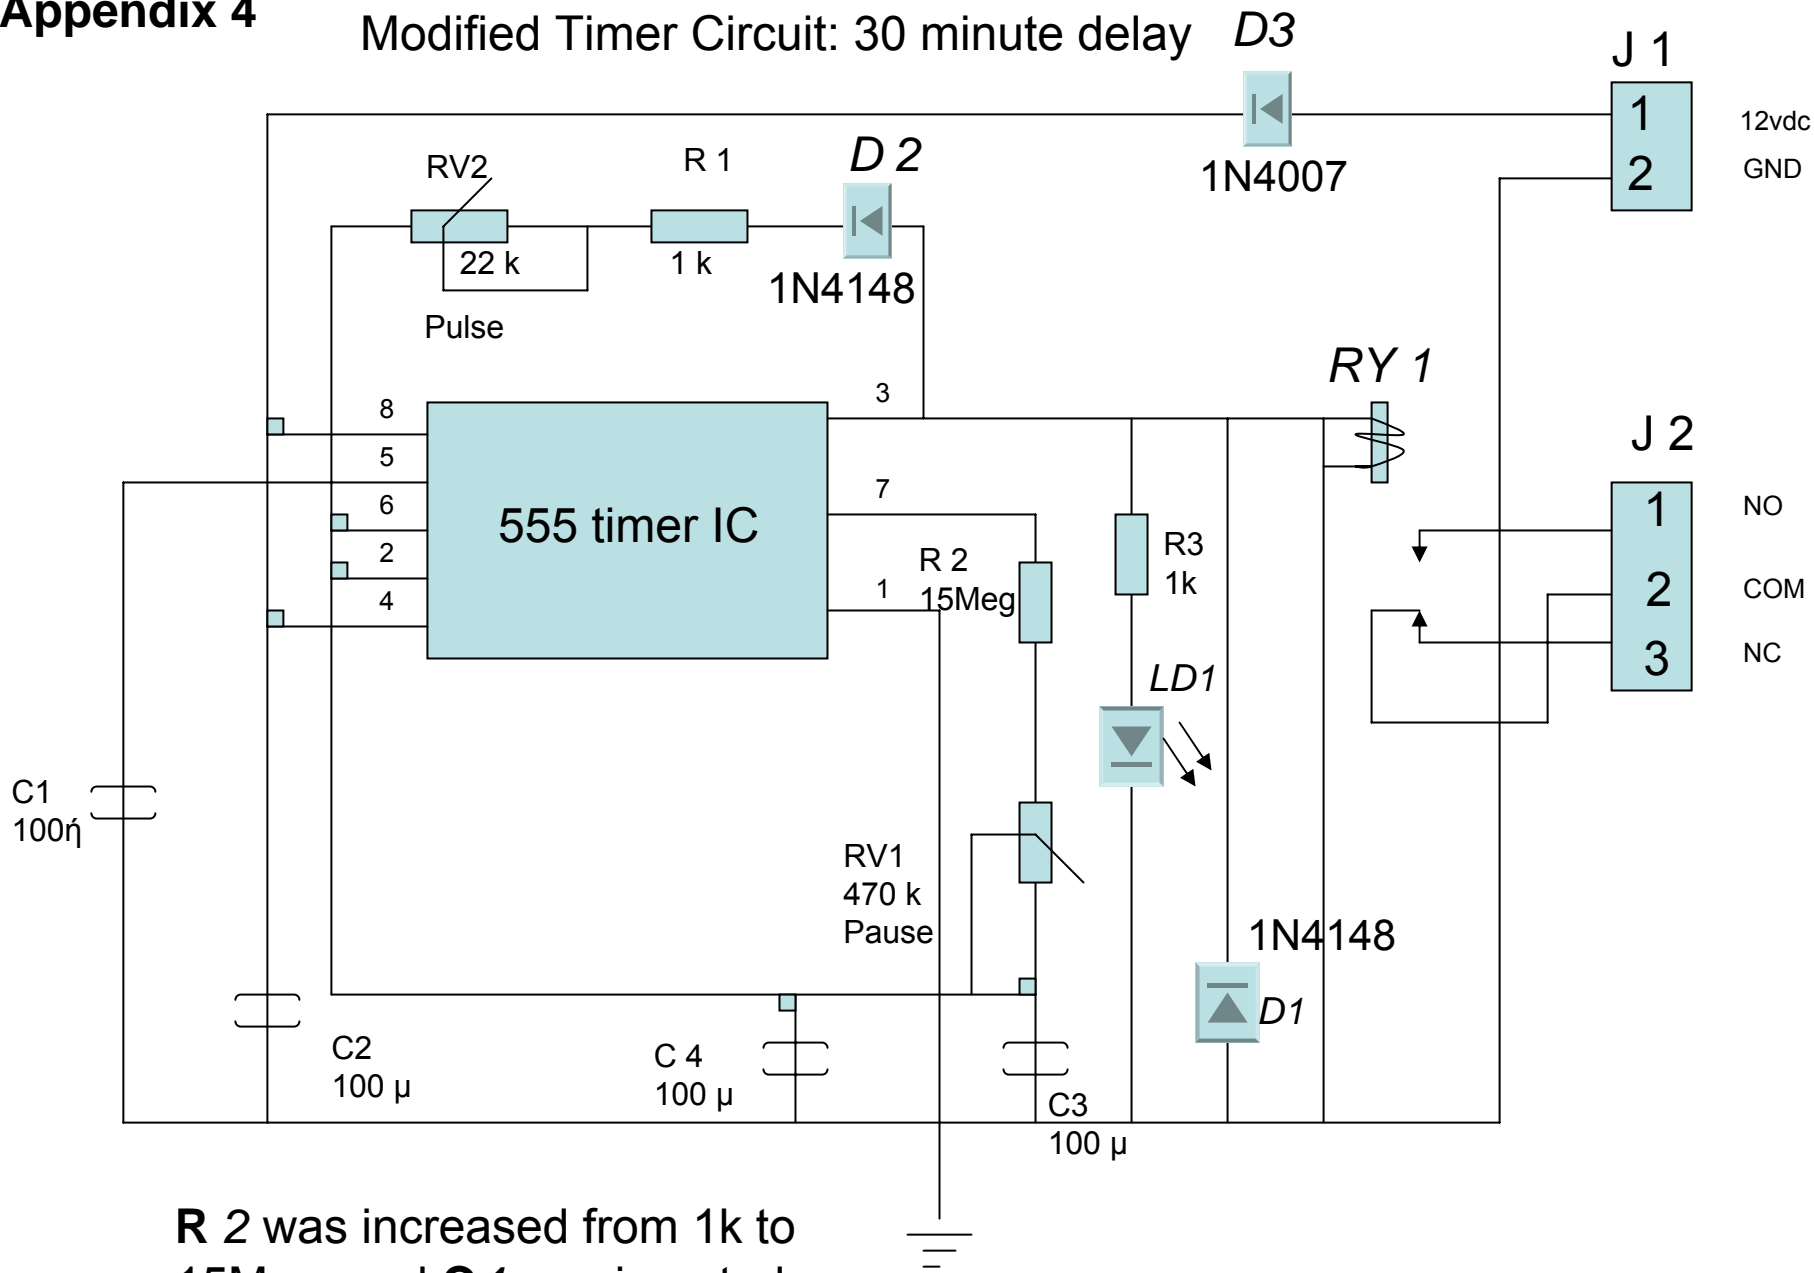 Appendix 4
Modified Timer Circuit: 30 minute delay
D3
J 1
1
12vdc
2
GND
1N4007
RV2
R 1
D 2
22 k
1 k
1N4148
Pulse
RY 1
8
3
5
6
7
2
4
1
555 timer IC
R 2
15Meg
R3
1k
J 2
1
NO
2
COM
3
NC
LD1
C1
100ή
RV1
470 k
Pause
1N4148
D1
C2
100 µ
C 4
100 µ
C3
100 µ
R 2 was increased from 1k to